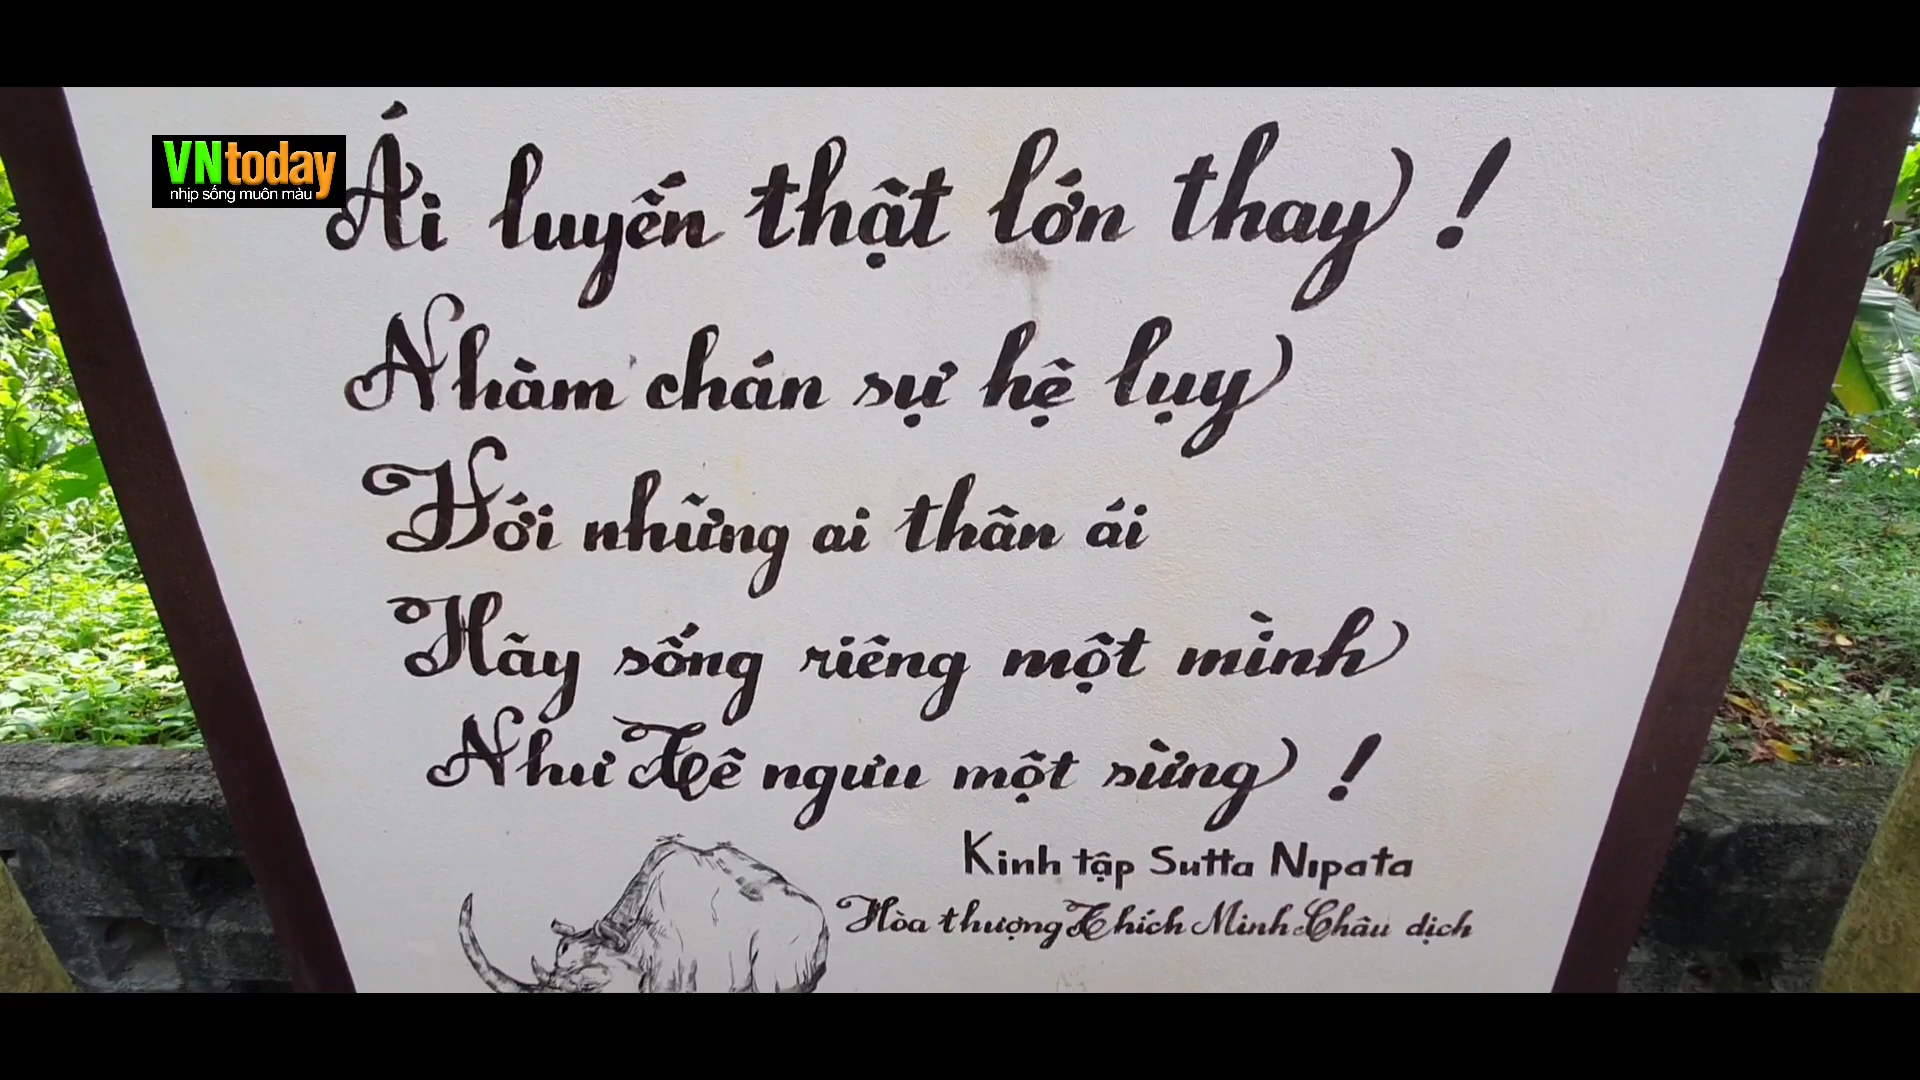 VNtoday
nhịp sống muôn màu
Ái luyến thật lớn thay !
Nhàm chán sự hệ lụy
Với những ai thân ái
Hãy sống riêng một mình
Như Tê ngưu một sừng !
Kinh tập Sutta Nipata
Hòa thượng Thích Minh Châu dịch